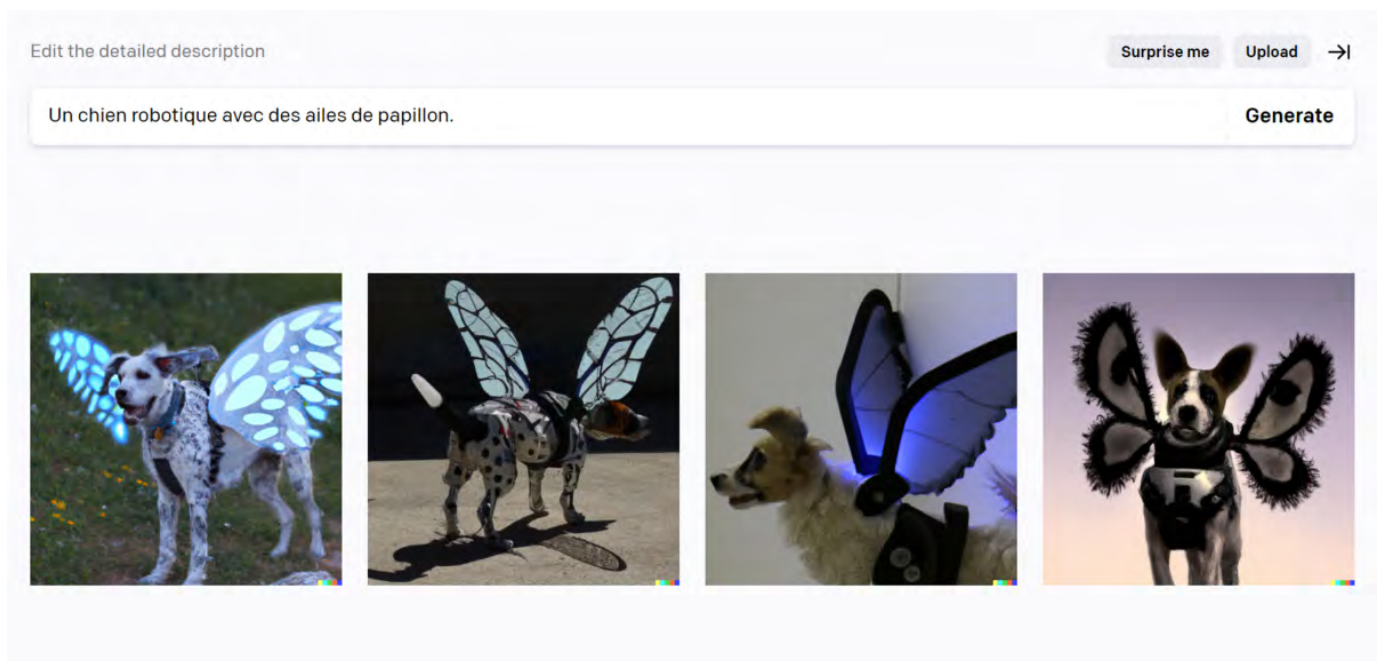 Edit the detailed description
Surprise me
Upload
Un chien robotique avec des ailes de papillon.
Generate